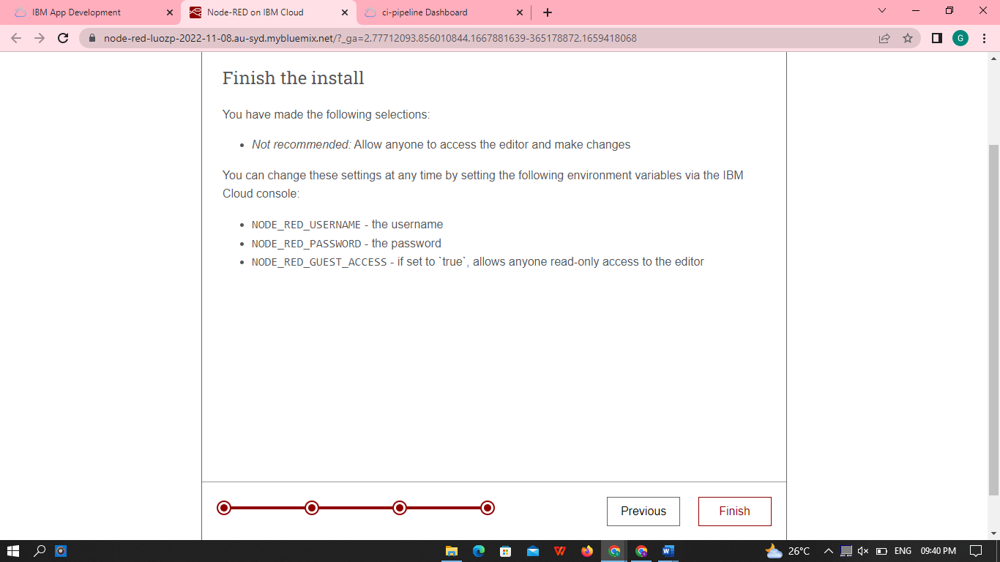 IBM App Development
Node-RED on IBM Cloud
ci-pipeline Dashboard
node-red-luozp-2022-11-08.au-syd.mybluemix.net/?_ga=2.77712093.856010844.1667881639-365178872.1659418068
G
Finish the install
You have made the following selections:
• Not recommended: Allow anyone to access the editor and make changes
You can change these settings at any time by setting the following environment variables via the IBM
Cloud console:
• NODE_RED_USERNAME - the username
• NODE_RED_PASSWORD - the password
• NODE_RED_GUEST_ACCESS - if set to `true`, allows anyone read-only access to the editor
Previous
Finish
26°C
ENG
09:40 PM